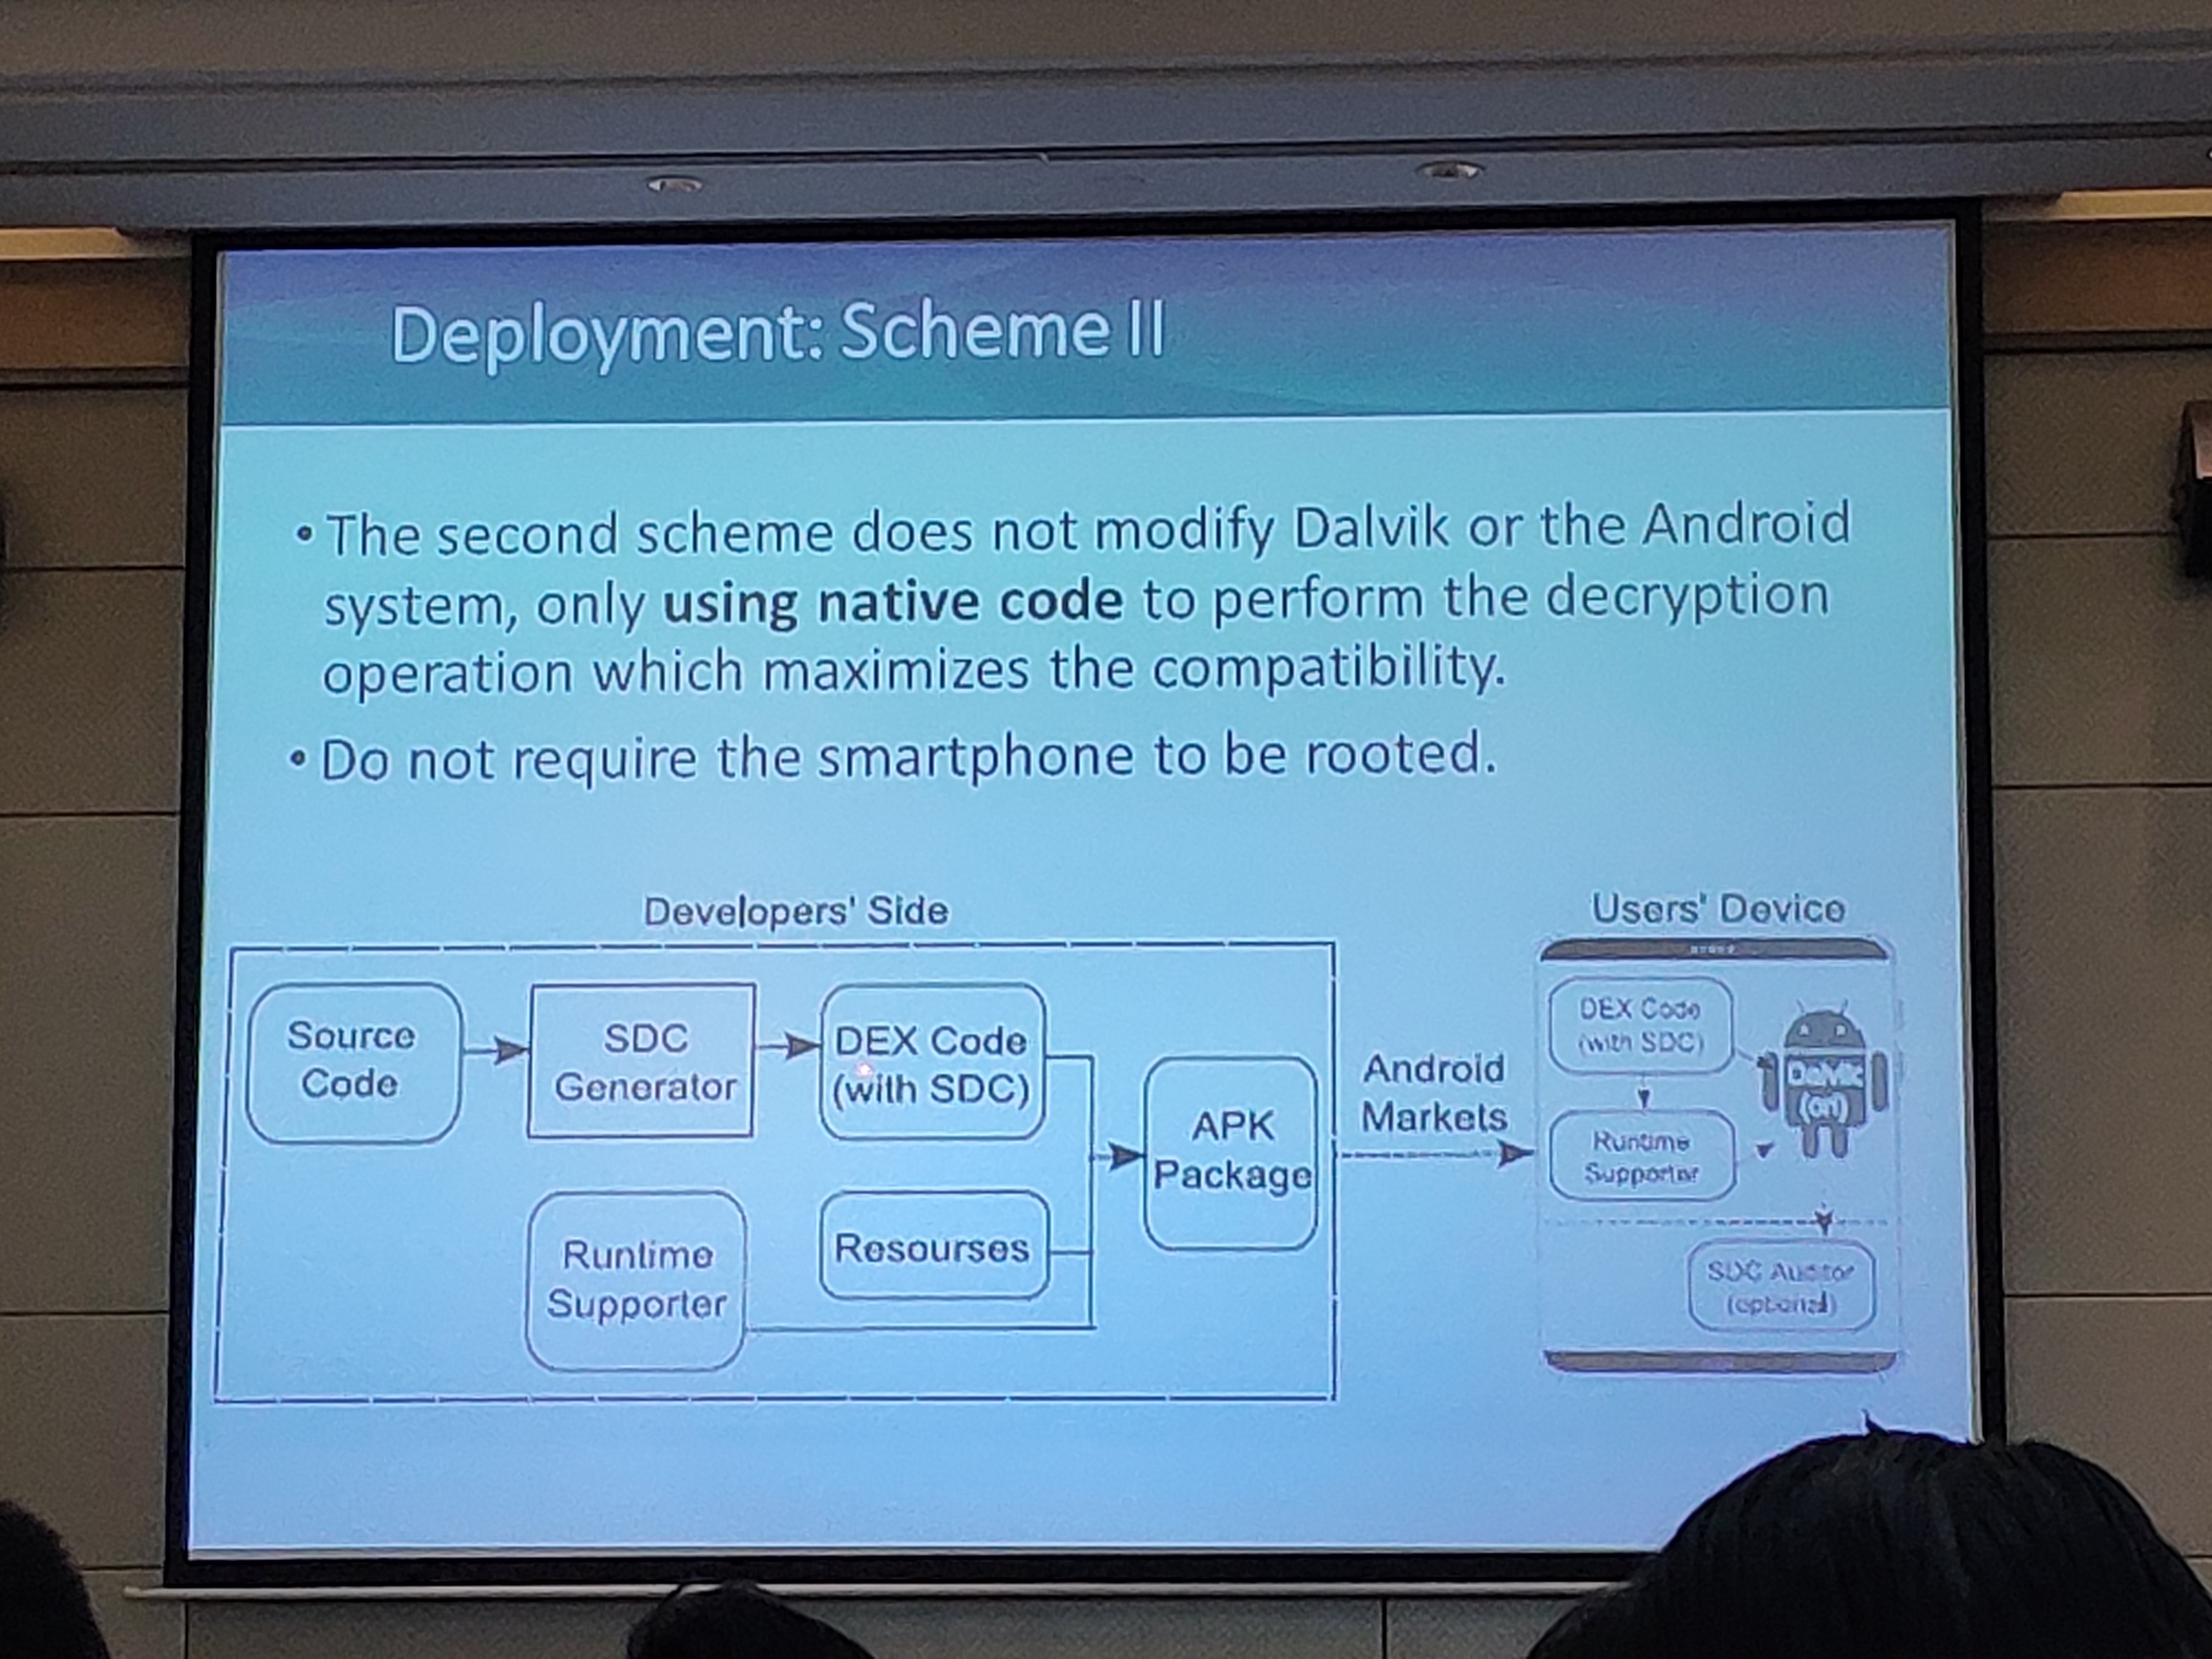 Deployment: Scheme II
• The second scheme does not modify Dalvik or the Android
system, only using native code to perform the decryption
operation which maximizes the compatibility.
• Do not require the smartphone to be rooted.
Developers' Side
Source
Code
SDC
Generator
DEX Code
(with SDC)
Runtime
Supporter
Resourses
APK
Package
Android
Markets
Users' Device
DEX Code
(with SDC)
Runtime
Supporter
Dalvik
(ori)
SDC Auditor
(optional)